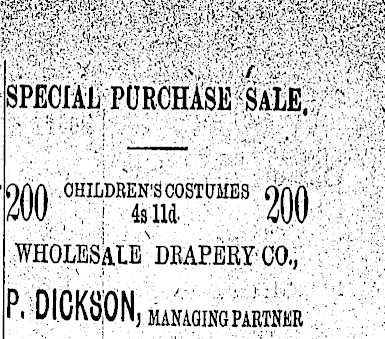 SPECIAL PURCHASE SALE.
200 CHILDREN'S COSTUMES 200
4s 11d.
WHOLESALE DRAPERY CO.,
P. DICKSON, MANAGING PARTNER